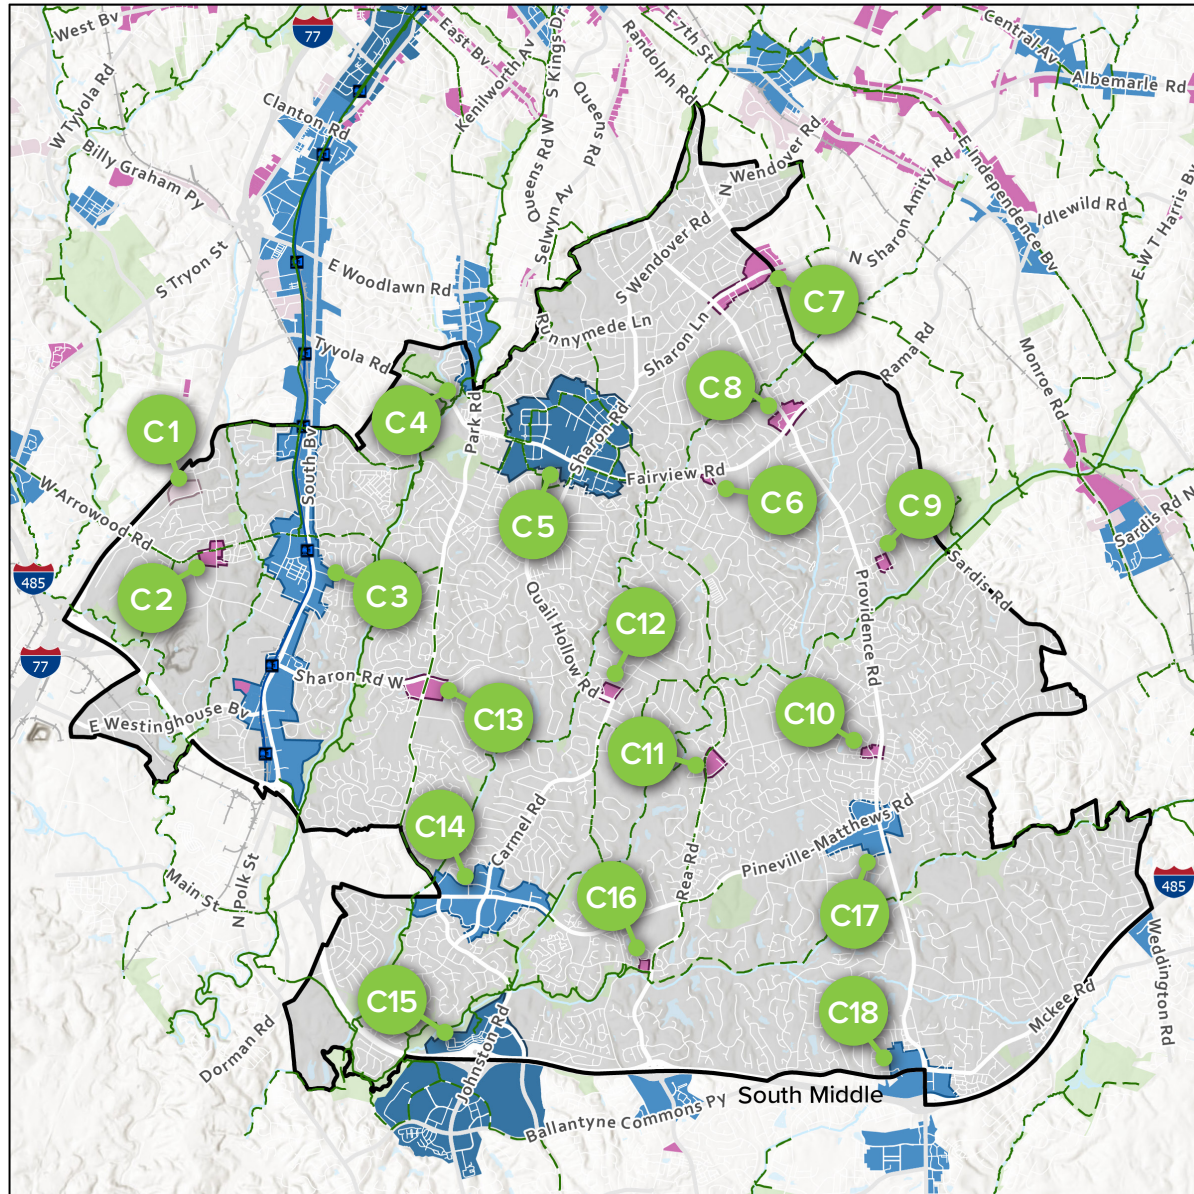 West Bv
77
East Bv
Kenilworth Av
S Kings D
Randolph Rd
E 7th St
Central Av
Albemarle Rd
W Tyvola Rd
Clanton Rd
Billy Graham Py
Queens Rd W
Queens Rd
Selwyn Av
N Wendover Rd
N Sharon Amity Rd
E Independence Bv
Idlewild Rd
E W T Harris Bv
S Tryon St
E Woodlawn Rd
S Wendover Rd
C7
Tyvola Rd
Runnymede Ln
Sharon Ln
Rama Rd
Monroe Rd
C8
C4
Park Rd
C1
Sharon Rd
South Bv
Fairview Rd
W Arrowood Rd
C5
C6
C9
Sardis Rd N
485
C2
C3
Sardis Rd
Providence Rd
Quail Hollow Rd
C12
77
Sharon Rd W
C13
C10
E Westinghouse Bv
C11
C14
Carmel Rd
Pineville-Matthews Rd
Main St
N Polk St
Rea Rd
C16
C17
485
Weddington Rd
C15
C18
Mckee Rd
Dorman Rd
Johnston Rd
South Middle
Ballantyne Commons Py